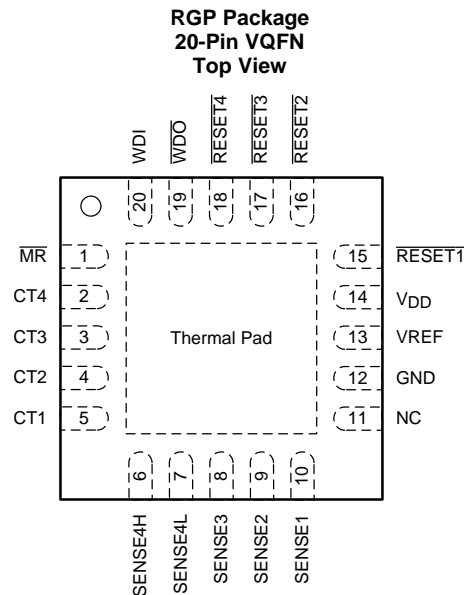 RGP Package
20-Pin VQFN
Top View
WDI
WDO
RESET4
RESET3
RESET2
20
19
18
17
16
MR 1
15 RESET1
CT4 2
14 VDD
CT3 3
Thermal Pad
13 VREF
CT2 4
12 GND
CT1 5
11 NC
6
7
8
9
10
SENSE4H
SENSE4L
SENSE3
SENSE2
SENSE1